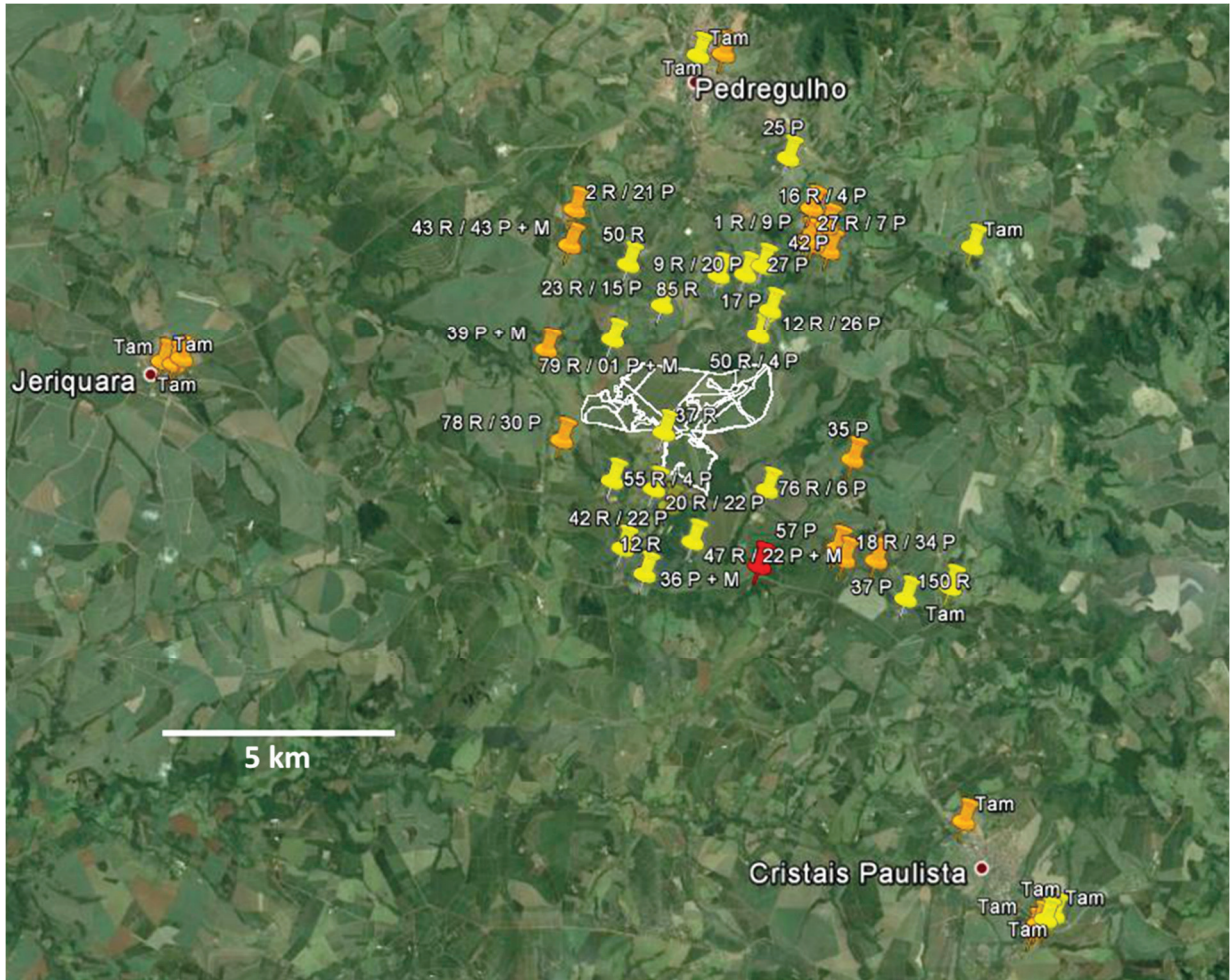 Tam
Tam
Pedregulho
25 P
2 R / 21 P
16 R / 4 P
43 R / 43 P + M
50 R
1 R / 9 P
27 R / 7 P
Tam
42 P
9 R / 20 P
27 P
23 R / 15 P
85 R
17 P
12 R / 26 P
39 P + M
Tam
Tam
Jeriquara
Tam
79 R / 01 P + M
50 R / 4 P
37 R
78 R / 30 P
35 P
55 R / 4 P
76 R / 6 P
20 R / 22 P
42 R / 22 P
57 P
12 R
18 R / 34 P
47 R / 22 P + M
36 P + M
37 P
150 R
Tam
5 km
Tam
Cristais Paulista
Tam
Tam
Tam
Tam